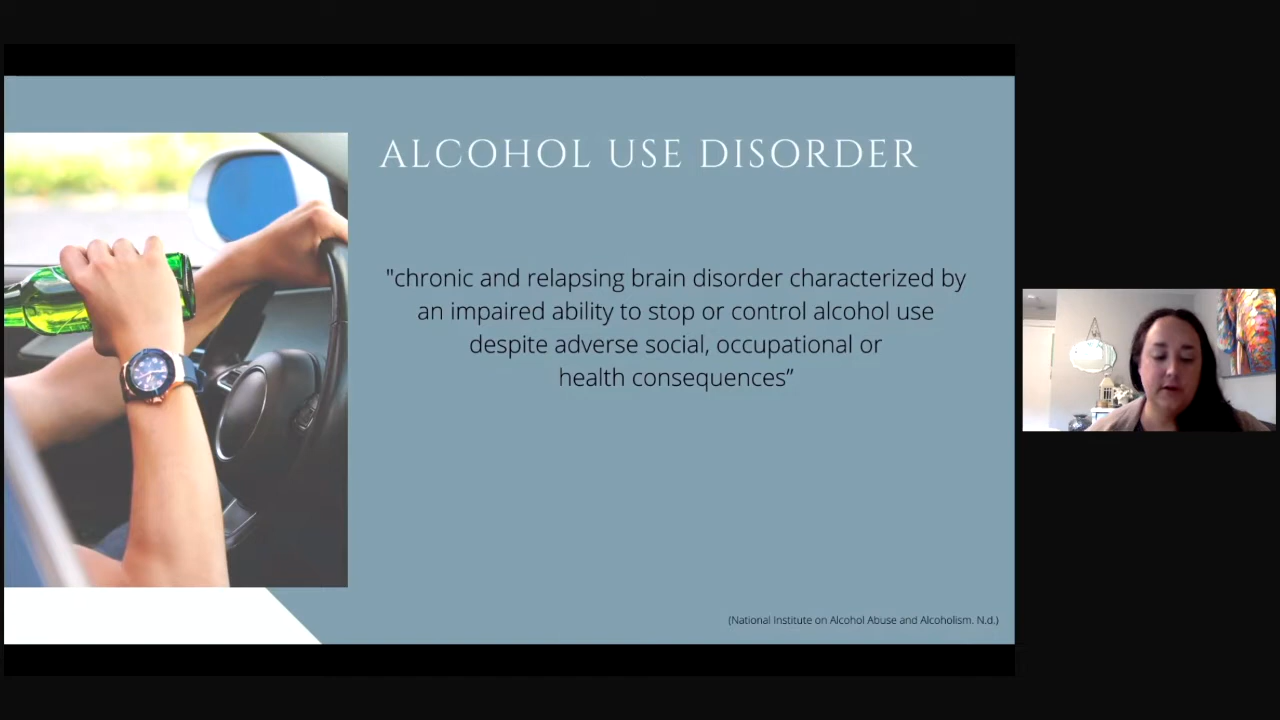 ALCOHOL USE DISORDER
"chronic and relapsing brain disorder characterized by
an impaired ability to stop or control alcohol use
despite adverse social, occupational or
health consequences”
(National Institute on Alcohol Abuse and Alcoholism. N.d.)